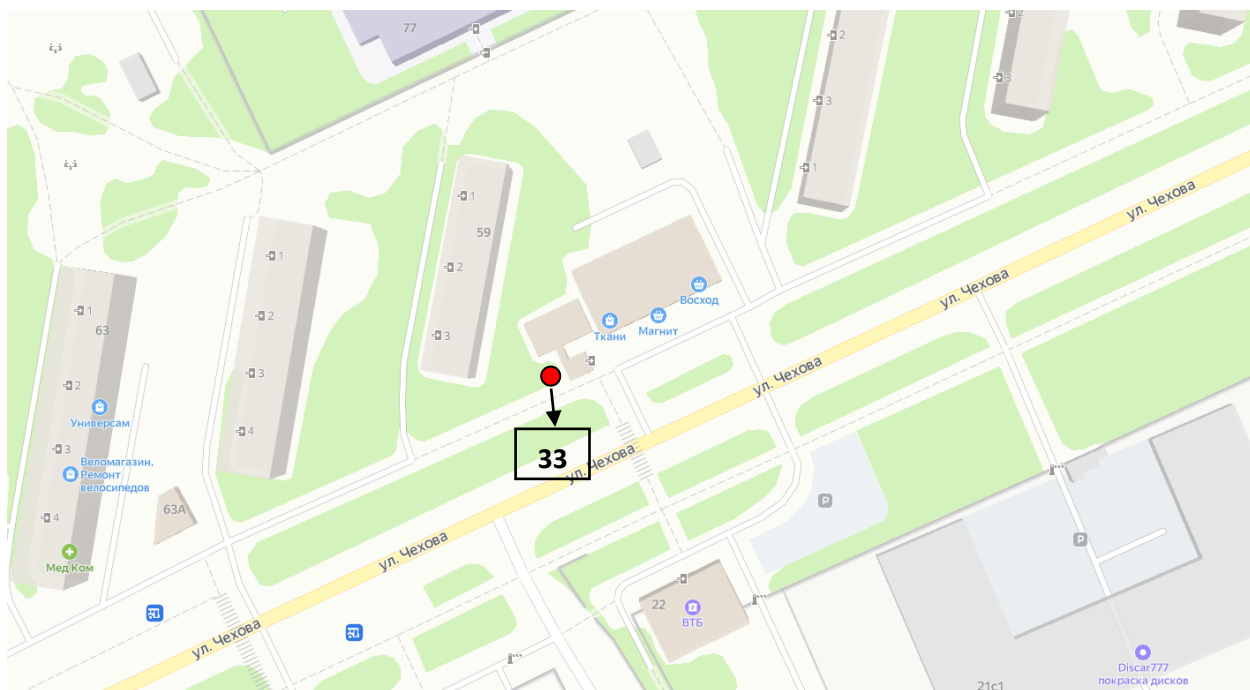 77
2
2
3
3
1
1
59
2
3
1
2
3
4
1
63
2
3
4
Восход
Магнит
Ткани
Универсам
Веломагазин,
Ремонт
велосипедов
63А
Мед Ком
33
ул. Чехова
ул. Чехова
ул. Чехова
ул. Чехова
ул. Чехова
ул. Чехова
P
P
22
ВТБ
Discar777
покраска дисков
21с1